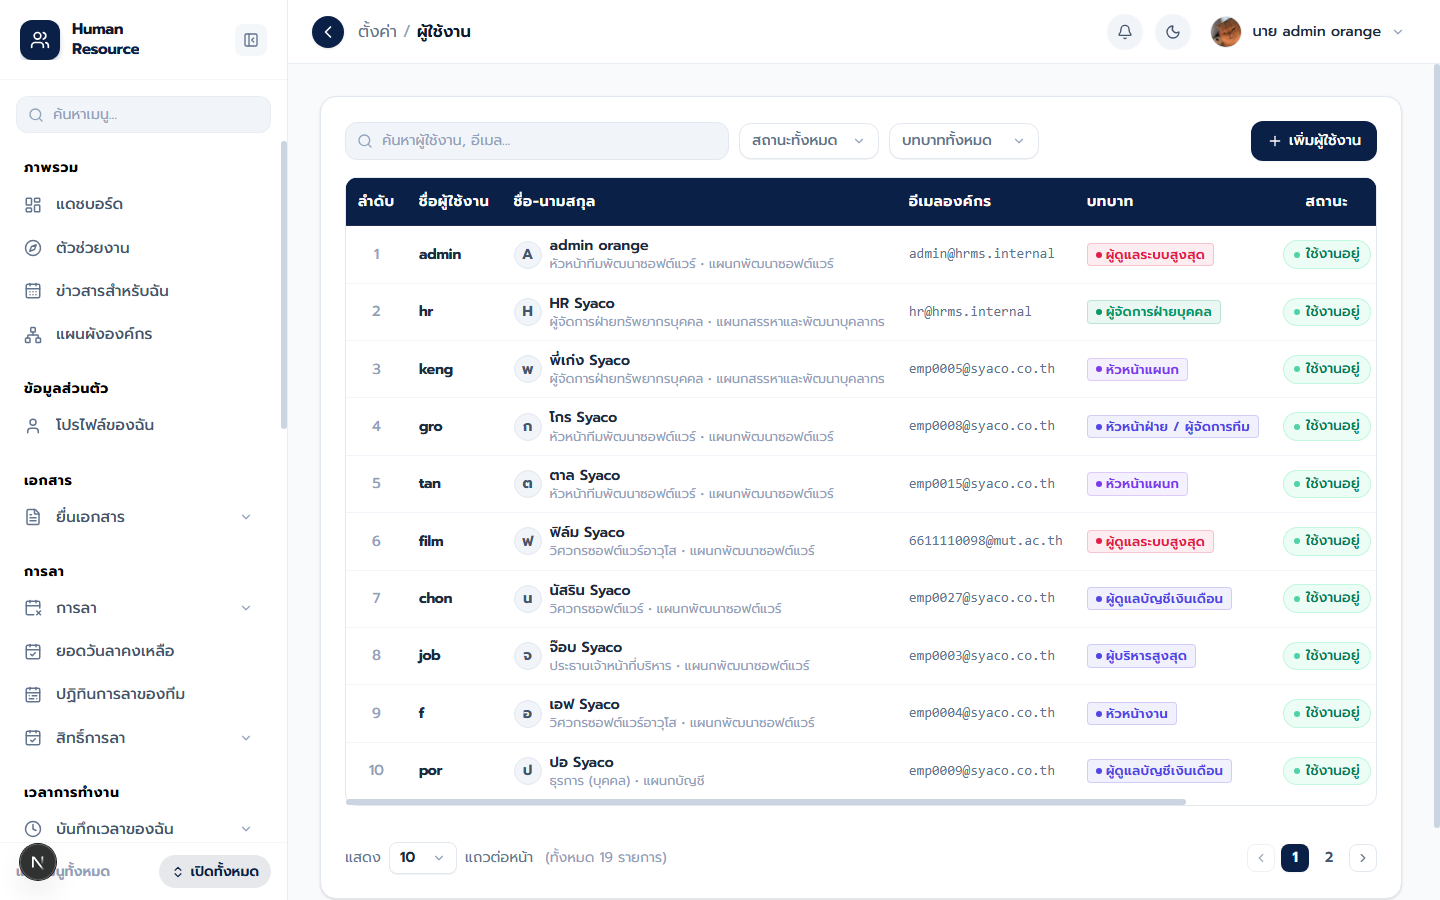 Human
Resource
ค้นหาเมนู...
ภาพรวม
แดชบอร์ด
ตัวช่วยงาน
ข่าวสารสำหรับฉัน
แผนผังองค์กร
ข้อมูลส่วนตัว
โปรไฟล์ของฉัน
เอกสาร
ยื่นเอกสาร
การลา
การลา
ยอดวันลาคงเหลือ
ปฏิทินการลาของทีม
สิทธิ์การลา
เวลาการทำงาน
บันทึกเวลาของฉัน
N
เปิดทั้งหมด
ตั้งค่า / ผู้ใช้งาน
นาย admin orange
ค้นหาผู้ใช้งาน, อีเมล...
สถานะทั้งหมด
บทบาททั้งหมด
+ เพิ่มผู้ใช้งาน
ลำดับ ชื่อผู้ใช้งาน ชื่อ-นามสกุล อีเมลองค์กร บทบาท สถานะ
1 admin A admin orange admin@hrms.internal ผู้ดูแลระบบสูงสุด ใช้งานอยู่
หัวหน้าทีมพัฒนาซอฟต์แวร์ · แผนกพัฒนาซอฟต์แวร์
2 hr H HR Syaco hr@hrms.internal ผู้จัดการฝ่ายบุคคล ใช้งานอยู่
ผู้จัดการฝ่ายทรัพยากรบุคคล · แผนกสรรหาและพัฒนาบุคลากร
3 keng พ พี่เก่ง Syaco emp0005@syaco.co.th หัวหน้าแผนก ใช้งานอยู่
ผู้จัดการฝ่ายทรัพยากรบุคคล · แผนกสรรหาและพัฒนาบุคลากร
4 gro ก โกร Syaco emp0008@syaco.co.th หัวหน้าฝ่าย / ผู้จัดการทีม ใช้งานอยู่
หัวหน้าทีมพัฒนาซอฟต์แวร์ · แผนกพัฒนาซอฟต์แวร์
5 tan ต ตาล Syaco emp0015@syaco.co.th หัวหน้าแผนก ใช้งานอยู่
หัวหน้าทีมพัฒนาซอฟต์แวร์ · แผนกพัฒนาซอฟต์แวร์
6 film ฟ ฟิล์ม Syaco 6611110098@mut.ac.th ผู้ดูแลระบบสูงสุด ใช้งานอยู่
วิศวกรซอฟต์แวร์อาวุโส · แผนกพัฒนาซอฟต์แวร์
7 chon น นัสริน Syaco emp0027@syaco.co.th ผู้ดูแลบัญชีเงินเดือน ใช้งานอยู่
วิศวกรซอฟต์แวร์ · แผนกพัฒนาซอฟต์แวร์
8 job จ จ๊อบ Syaco emp0003@syaco.co.th ผู้บริหารสูงสุด ใช้งานอยู่
ประธานเจ้าหน้าที่บริหาร · แผนกพัฒนาซอฟต์แวร์
9 f อ เอฟ Syaco emp0004@syaco.co.th หัวหน้างาน ใช้งานอยู่
วิศวกรซอฟต์แวร์อาวุโส · แผนกพัฒนาซอฟต์แวร์
10 por ป ปอ Syaco emp0009@syaco.co.th ผู้ดูแลบัญชีเงินเดือน ใช้งานอยู่
ธุรการ (บุคคล) · แผนกบัญชี
แสดง 10 แถวต่อหน้า (ทั้งหมด 19 รายการ)
1 2